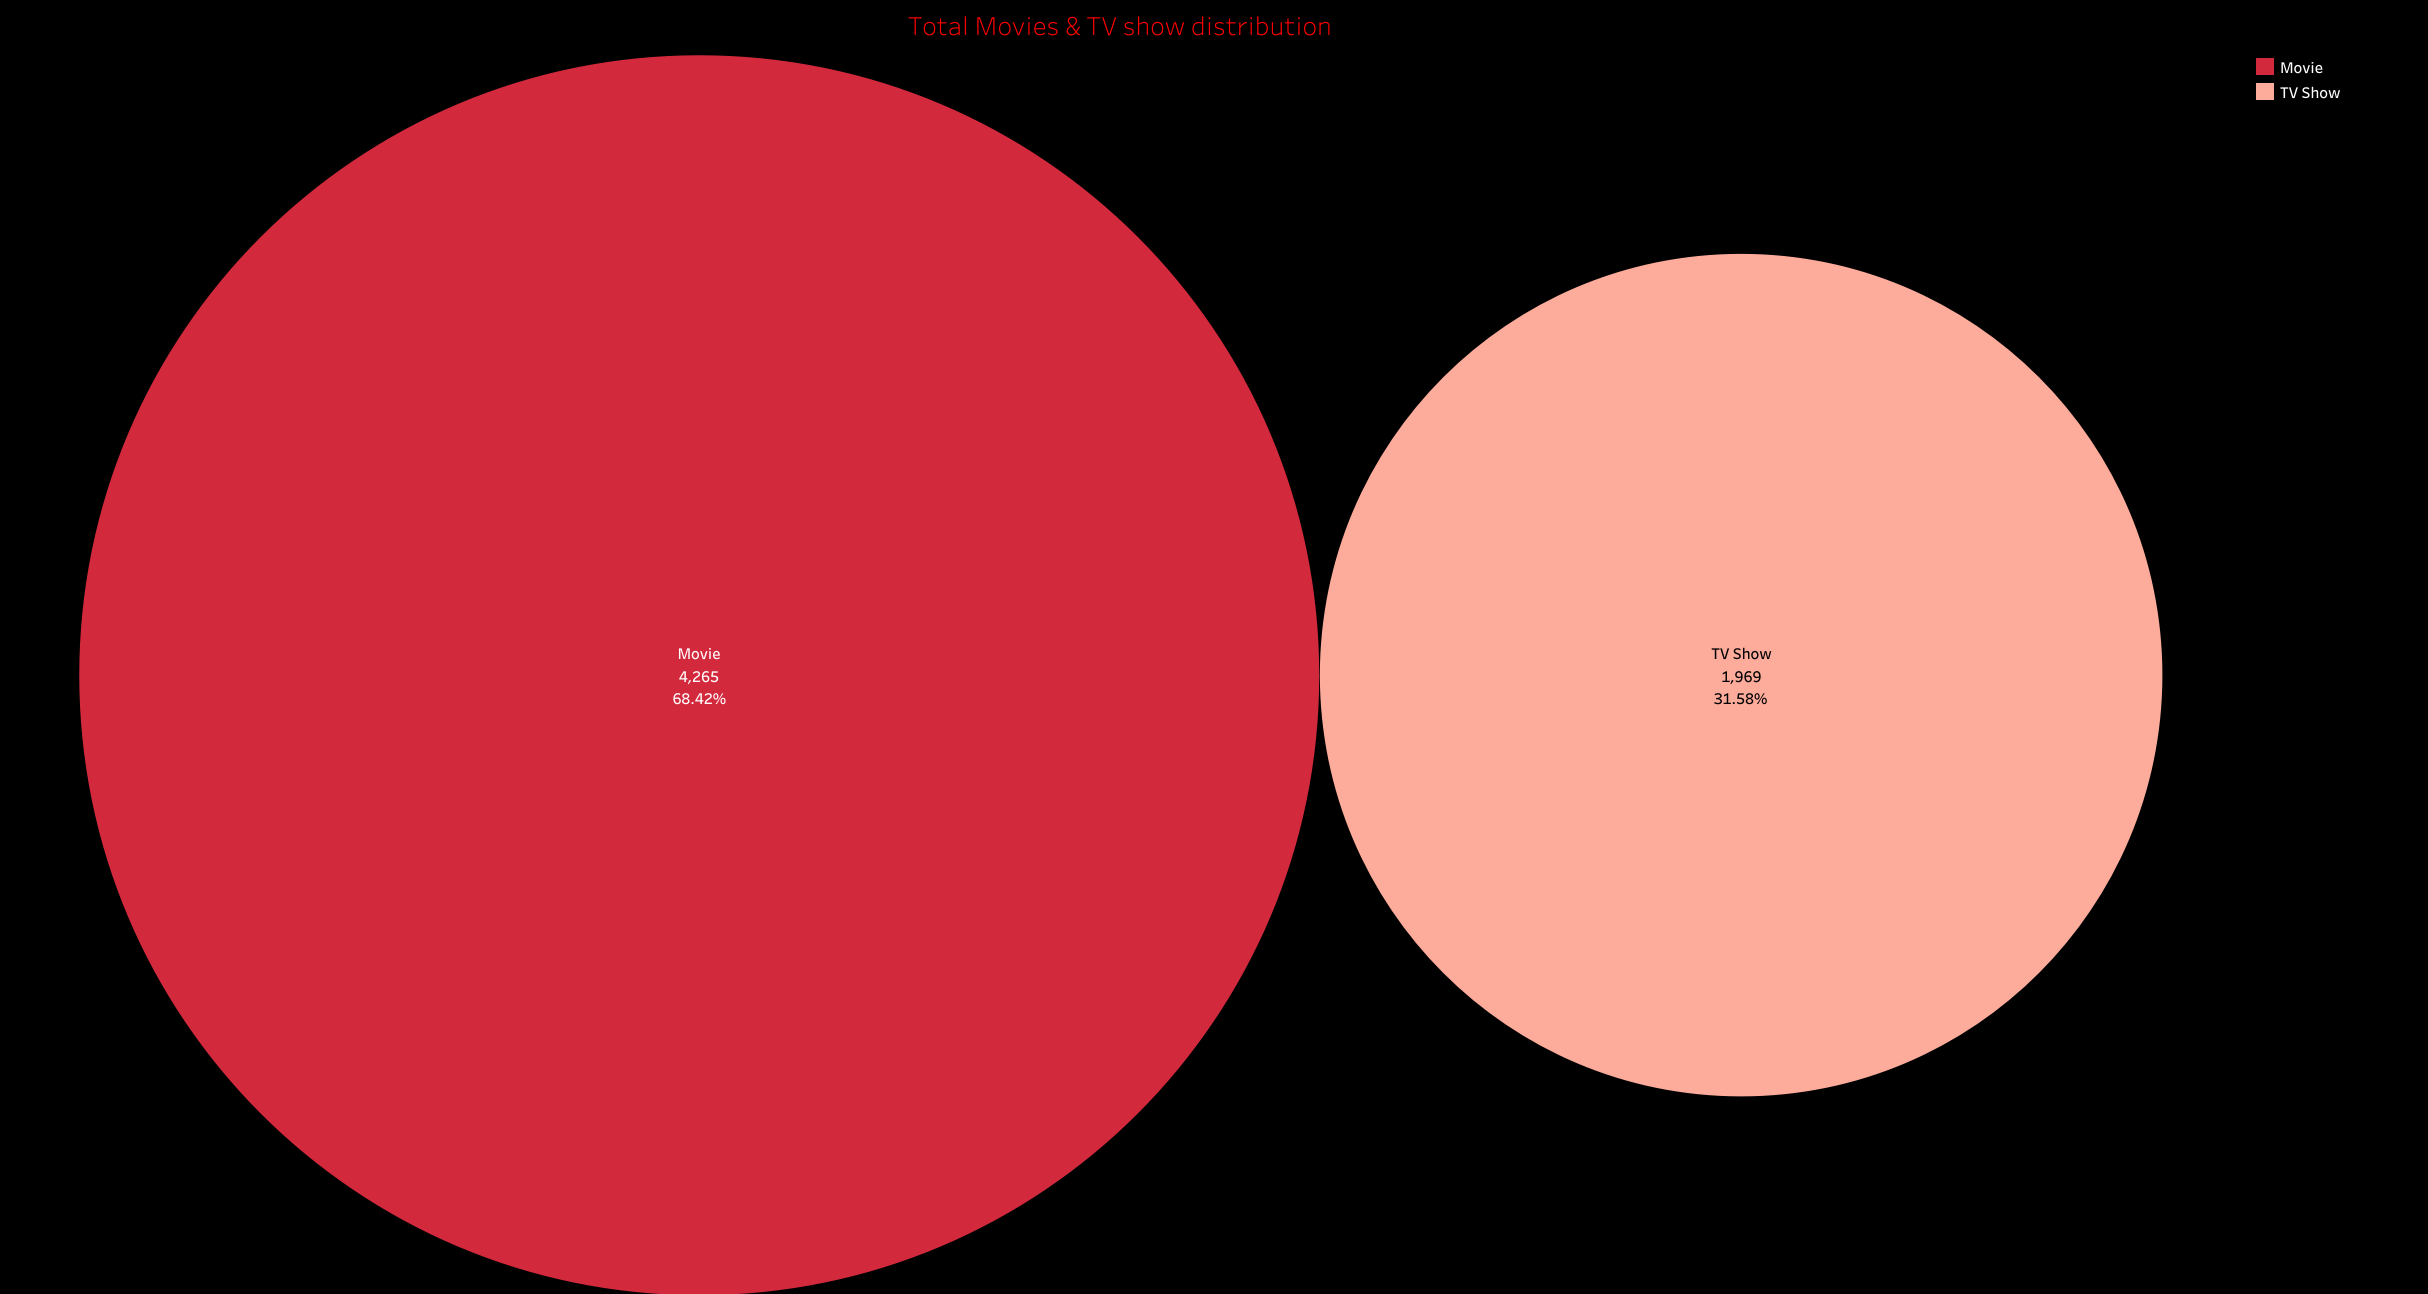 Total Movies & TV show distribution
Movie
TV Show
Movie
4,265
68.42%
TV Show
1,969
31.58%